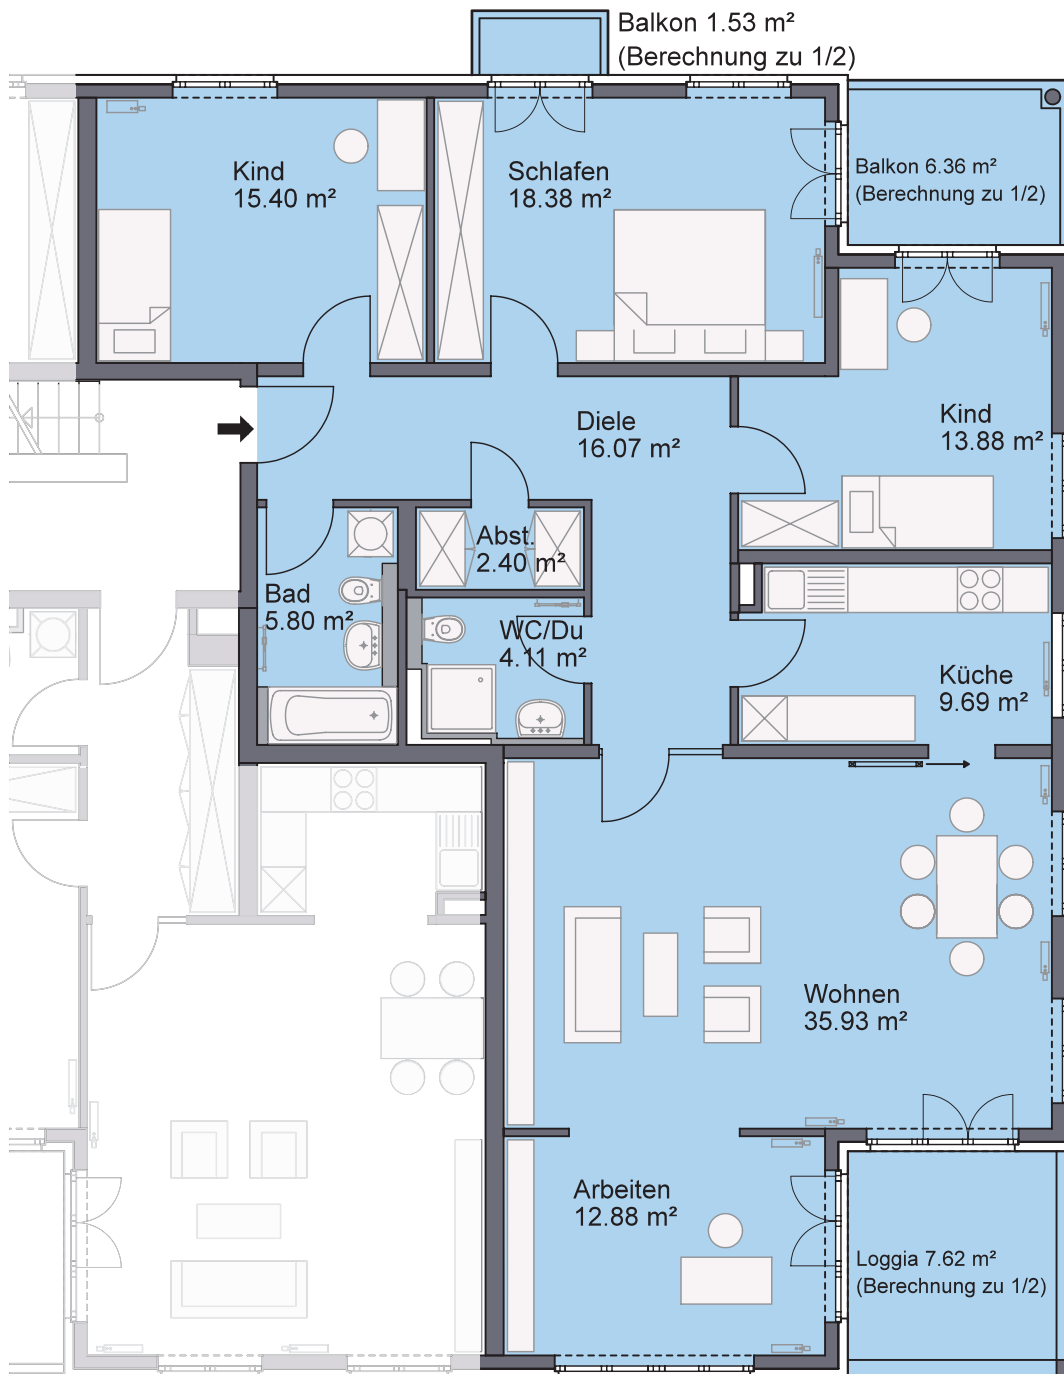 Balkon 1.53 m²
(Berechnung zu 1/2)
Kind
15.40 m²
Schlafen
18.38 m²
Balkon 6.36 m²
(Berechnung zu 1/2)
Diele
16.07 m²
Kind
13.88 m²
Abst.
2.40 m²
Bad
5.80 m²
WC/Du
4.11 m²
Küche
9.69 m²
Wohnen
35.93 m²
Arbeiten
12.88 m²
Loggia 7.62 m²
(Berechnung zu 1/2)